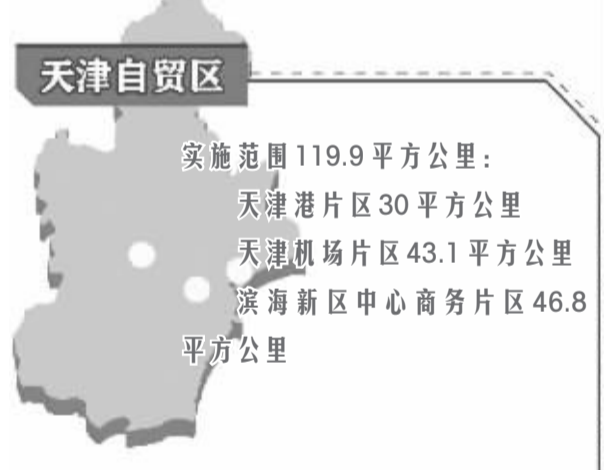 天津自贸区
实施范围119.9平方公里：
天津港片区30平方公里
天津机场片区43.1平方公里
滨海新区中心商务片区46.8
平方公里